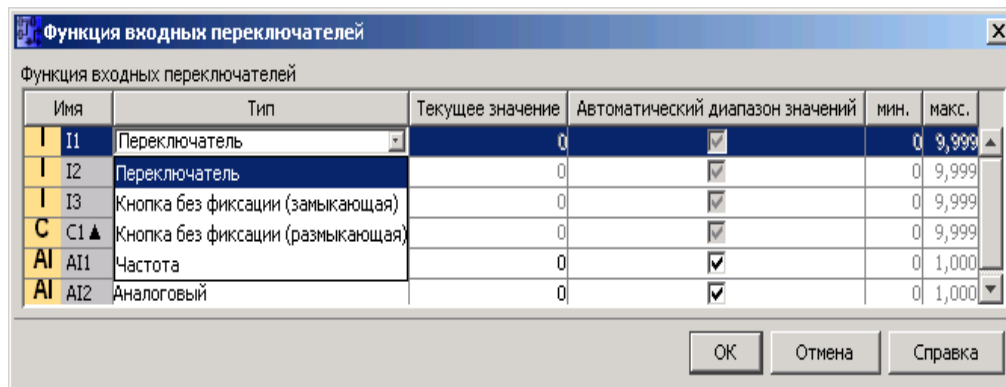 Функция входных переключателей
Функция входных переключателей
Имя Тип Текущее значение Автоматический диапазон значений мин. макс.
I I1 Переключатель 0 0 9,999
I I2 Переключатель 0 0 9,999
I I3 Кнопка без фиксации (замыкающая) 0 0 9,999
C C1▲ Кнопка без фиксации (размыкающая) 0 0 9,999
AI AI1 Частота 0 0 1,000
AI AI2 Аналоговый 0 0 1,000
ОК Отмена Справка